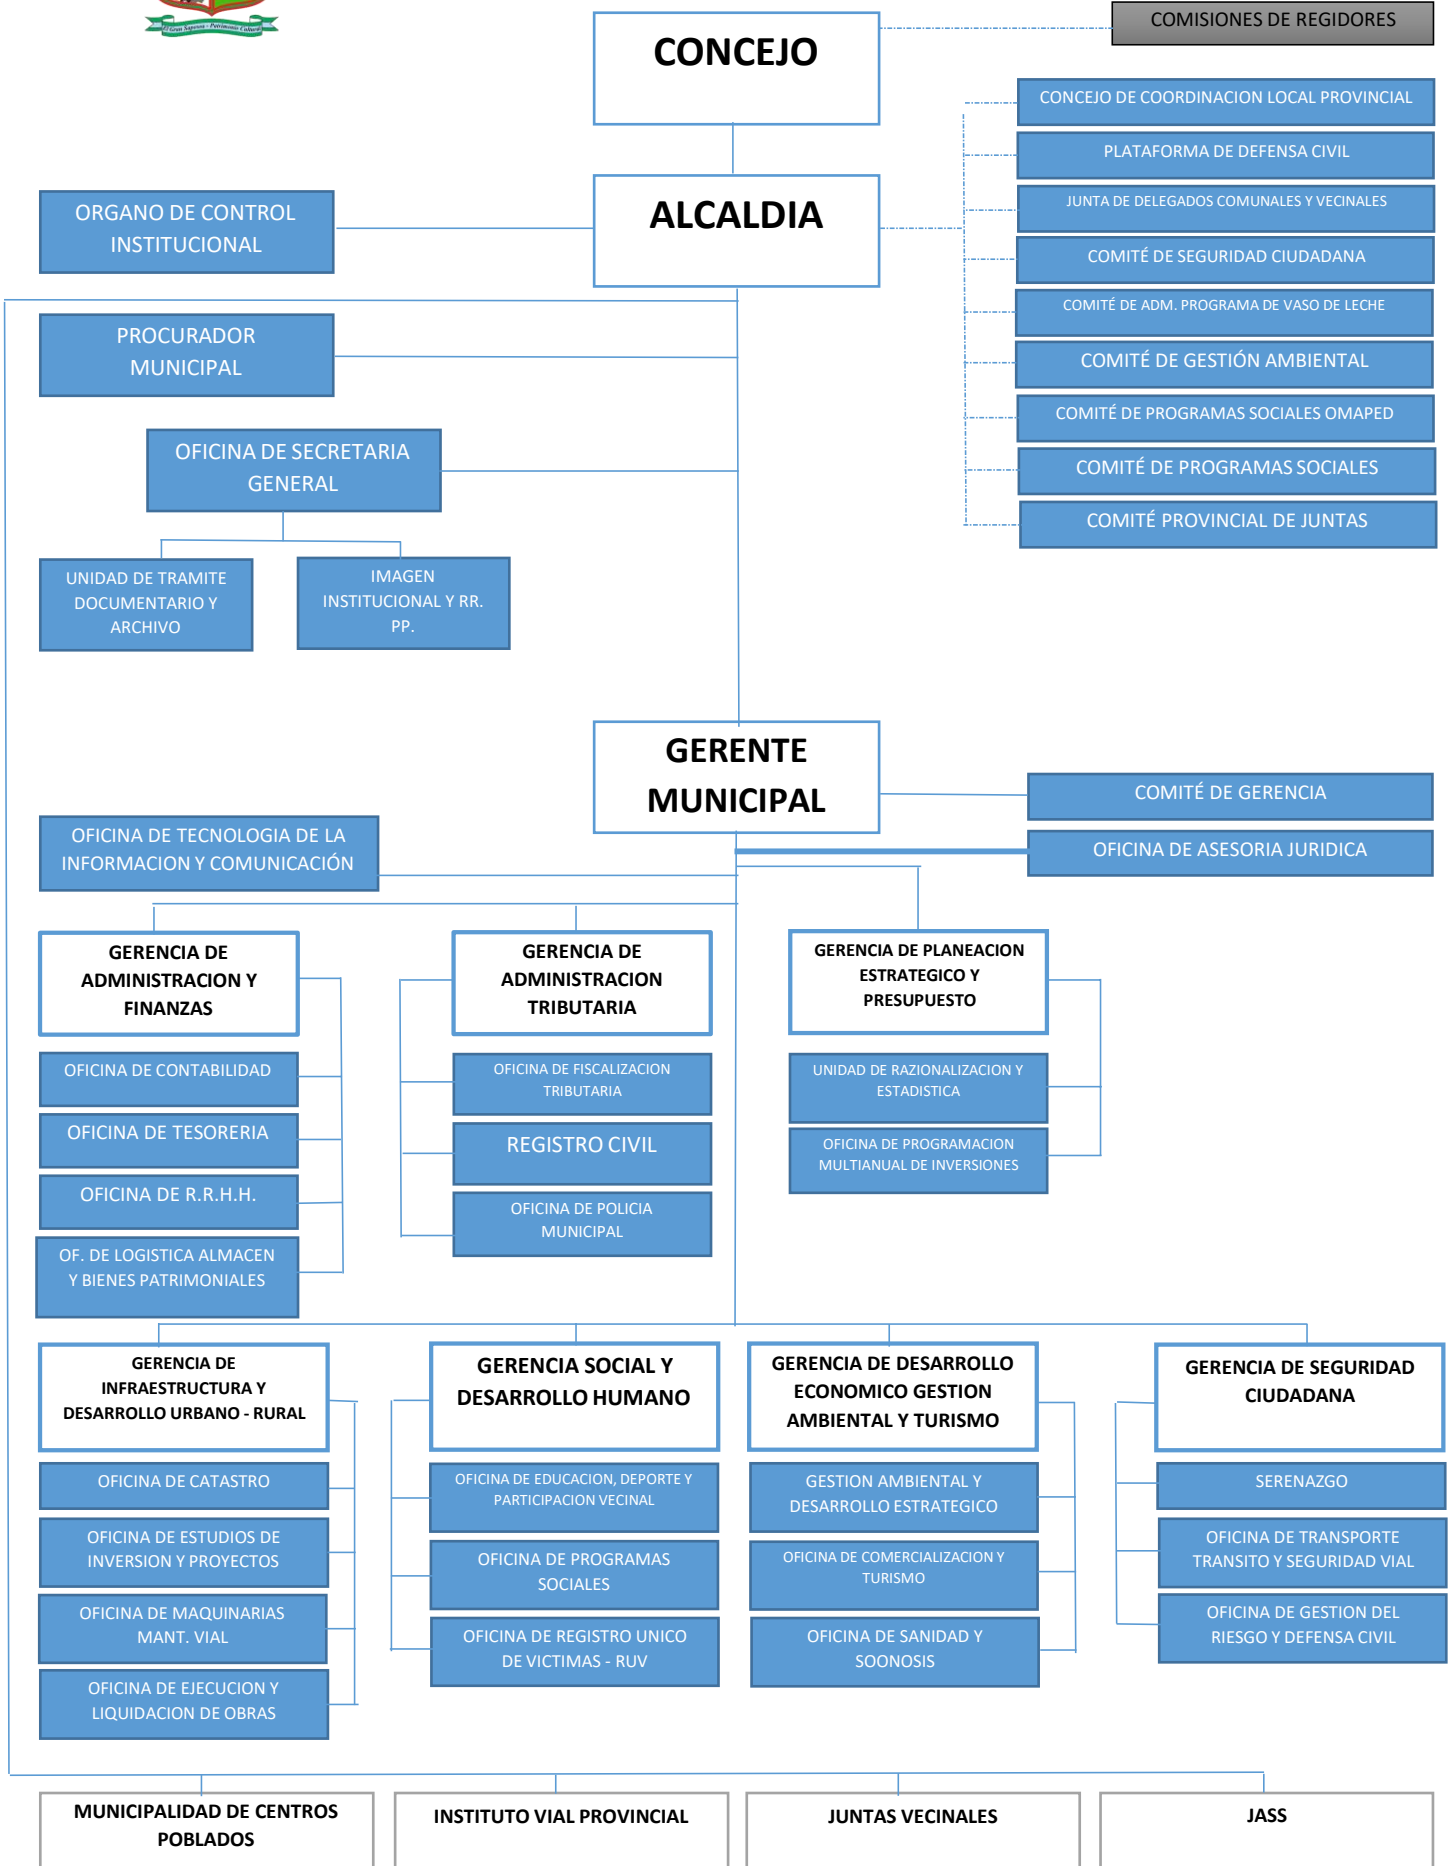 El Gran Saposoa - Patrimonio Cultural
COMISIONES DE REGIDORES
CONCEJO
CONCEJO DE COORDINACION LOCAL PROVINCIAL
PLATAFORMA DE DEFENSA CIVIL
JUNTA DE DELEGADOS COMUNALES Y VECINALES
COMITÉ DE SEGURIDAD CIUDADANA
COMITÉ DE ADM. PROGRAMA DE VASO DE LECHE
COMITÉ DE GESTIÓN AMBIENTAL
COMITÉ DE PROGRAMAS SOCIALES OMAPED
COMITÉ DE PROGRAMAS SOCIALES
COMITÉ PROVINCIAL DE JUNTAS
ALCALDIA
ORGANO DE CONTROL
INSTITUCIONAL
PROCURADOR
MUNICIPAL
OFICINA DE SECRETARIA
GENERAL
UNIDAD DE TRAMITE
DOCUMENTARIO Y
ARCHIVO
IMAGEN
INSTITUCIONAL Y RR.
PP.
GERENTE
MUNICIPAL
COMITÉ DE GERENCIA
OFICINA DE ASESORIA JURIDICA
OFICINA DE TECNOLOGIA DE LA
INFORMACION Y COMUNICACIÓN
GERENCIA DE
ADMINISTRACION Y
FINANZAS
OFICINA DE CONTABILIDAD
OFICINA DE TESORERIA
OFICINA DE R.R.H.H.
OF. DE LOGISTICA ALMACEN
Y BIENES PATRIMONIALES
GERENCIA DE
ADMINISTRACION
TRIBUTARIA
OFICINA DE FISCALIZACION
TRIBUTARIA
REGISTRO CIVIL
OFICINA DE POLICIA
MUNICIPAL
GERENCIA DE PLANEACION
ESTRATEGICO Y
PRESUPUESTO
UNIDAD DE RAZIONALIZACION Y
ESTADISTICA
OFICINA DE PROGRAMACION
MULTIANUAL DE INVERSIONES
GERENCIA DE
INFRAESTRUCTURA Y
DESARROLLO URBANO - RURAL
OFICINA DE CATASTRO
OFICINA DE ESTUDIOS DE
INVERSION Y PROYECTOS
OFICINA DE MAQUINARIAS
MANT. VIAL
OFICINA DE EJECUCION Y
LIQUIDACION DE OBRAS
GERENCIA SOCIAL Y
DESARROLLO HUMANO
OFICINA DE EDUCACION, DEPORTE Y
PARTICIPACION VECINAL
OFICINA DE PROGRAMAS
SOCIALES
OFICINA DE REGISTRO UNICO
DE VICTIMAS - RUV
GERENCIA DE DESARROLLO
ECONOMICO GESTION
AMBIENTAL Y TURISMO
GESTION AMBIENTAL Y
DESARROLLO ESTRATEGICO
OFICINA DE COMERCIALIZACION Y
TURISMO
OFICINA DE SANIDAD Y
SOONOSIS
GERENCIA DE SEGURIDAD
CIUDADANA
SERENAZGO
OFICINA DE TRANSPORTE
TRANSITO Y SEGURIDAD VIAL
OFICINA DE GESTION DEL
RIESGO Y DEFENSA CIVIL
MUNICIPALIDAD DE CENTROS
POBLADOS
INSTITUTO VIAL PROVINCIAL
JUNTAS VECINALES
JASS